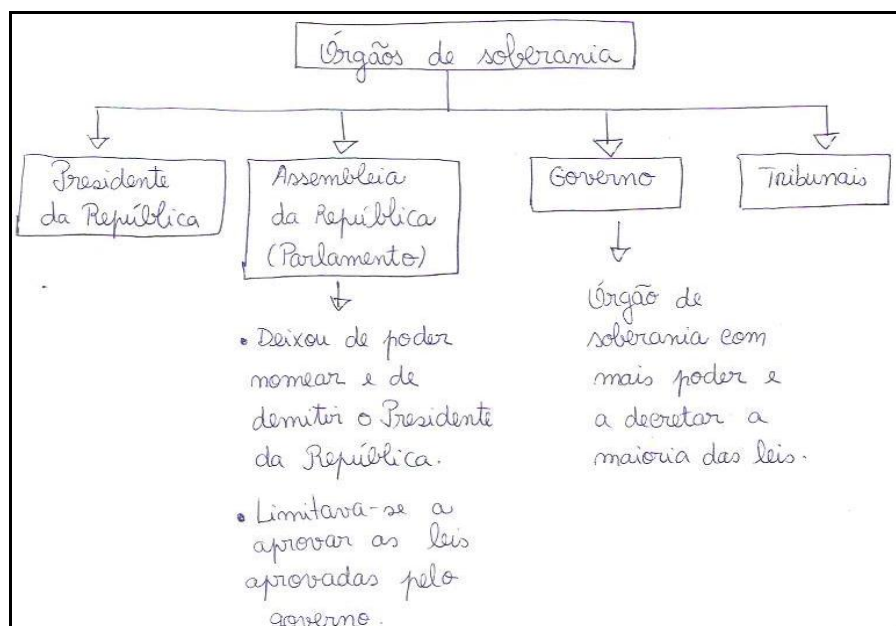 Órgãos de soberania
Presidente
da República
Assembleia
da República
(Parlamento)
Governo
Tribunais
• Deixou de poder
nomear e de
demitir o Presidente
da República.
• Limitava-se a
aprovar as leis
aprovadas pelo
governo.
Órgão de
soberania com
mais poder e
a decretar a
maioria das leis.